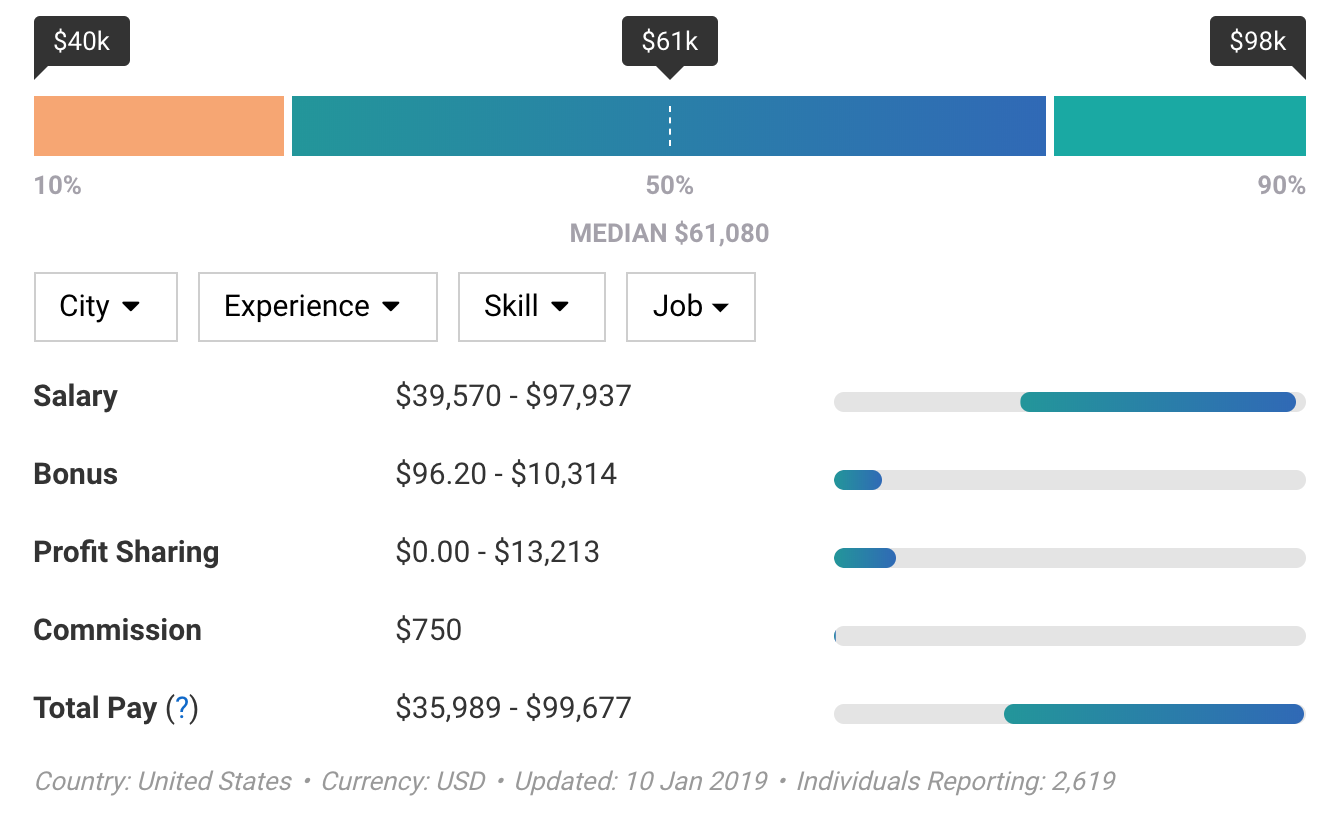 $40k $61k $98k
10% 50% 90%
MEDIAN $61,080
City Experience Skill Job
Salary $39,570 - $97,937
Bonus $96.20 - $10,314
Profit Sharing $0.00 - $13,213
Commission $750
Total Pay (?) $35,989 - $99,677
Country: United States • Currency: USD • Updated: 10 Jan 2019 • Individuals Reporting: 2,619